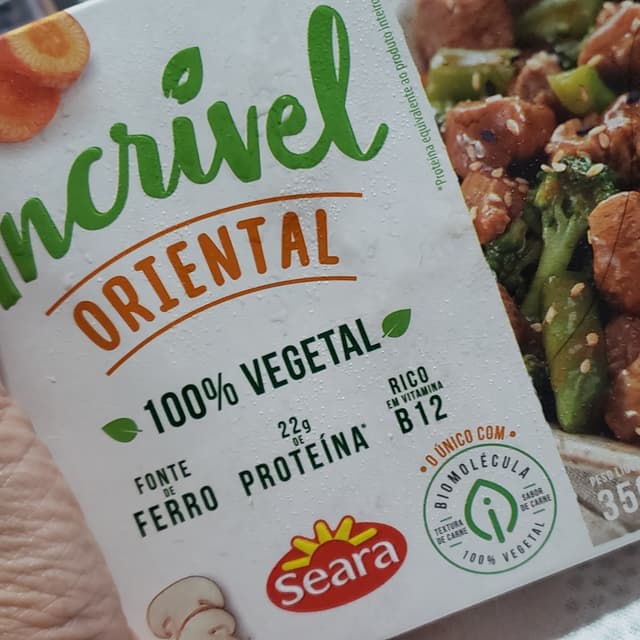 Incrível
ORIENTAL
100% VEGETAL
FONTE
DE
FERRO
22g
DE
PROTEÍNA*
RICO
EM VITAMINA
B12
O ÚNICO COM
BIOMOLÉCULA
TEXTURA
DE CARNE
SABOR
DE CARNE
100% VEGETAL
Seara
*Proteína equivalente ao produto inteiro